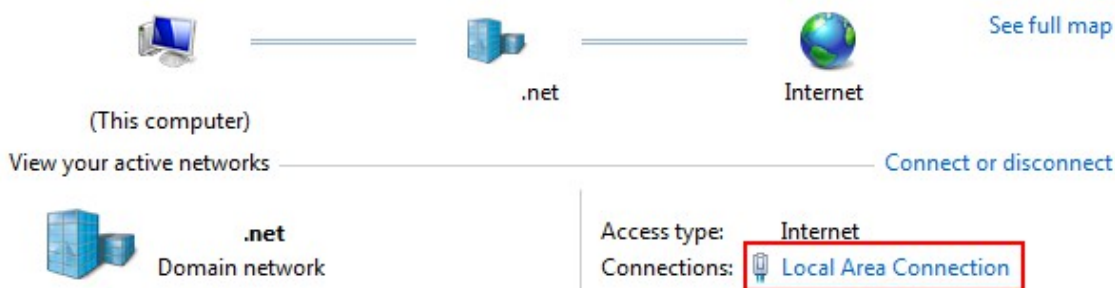 See full map
.net
Internet
(This computer)
View your active networks
Connect or disconnect
.net
Domain network
Access type: Internet
Connections: Local Area Connection